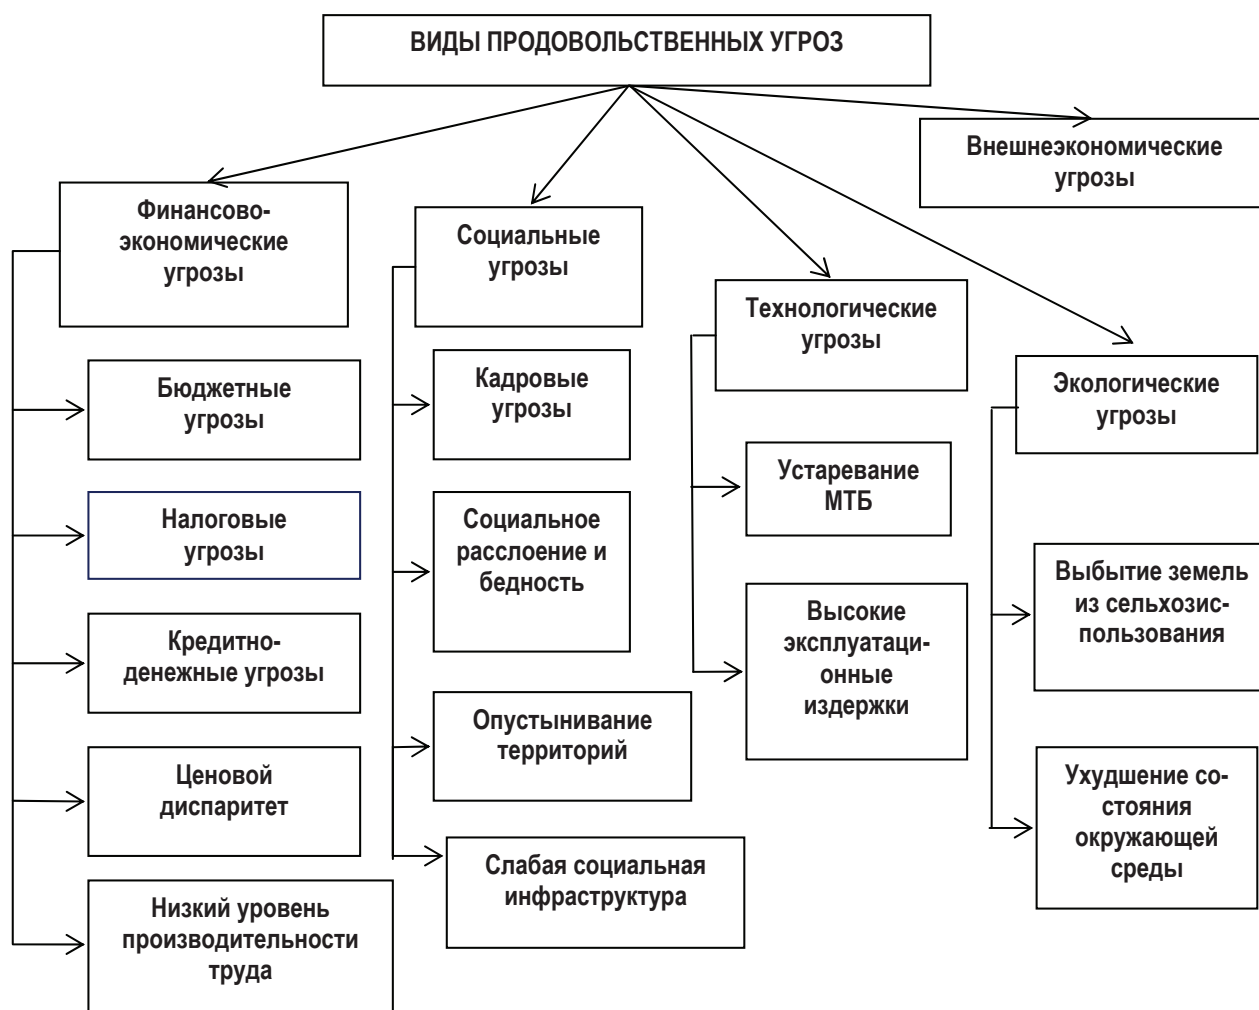 ВИДЫ ПРОДОВОЛЬСТВЕННЫХ УГРОЗ
Внешнеэкономические
угрозы
Финансово-
экономические
угрозы
Бюджетные
угрозы
Налоговые
угрозы
Кредитно-
денежные угрозы
Ценовой
диспаритет
Низкий уровень
производительности
труда
Социальные
угрозы
Кадровые
угрозы
Социальное
расслоение и
бедность
Опустынивание
территорий
Слабая социальная
инфраструктура
Технологические
угрозы
Устаревание
МТБ
Высокие
эксплуатаци-
онные
издержки
Экологические
угрозы
Выбытие земель
из сельхозис-
пользования
Ухудшение со-
стояния
окружающей
среды